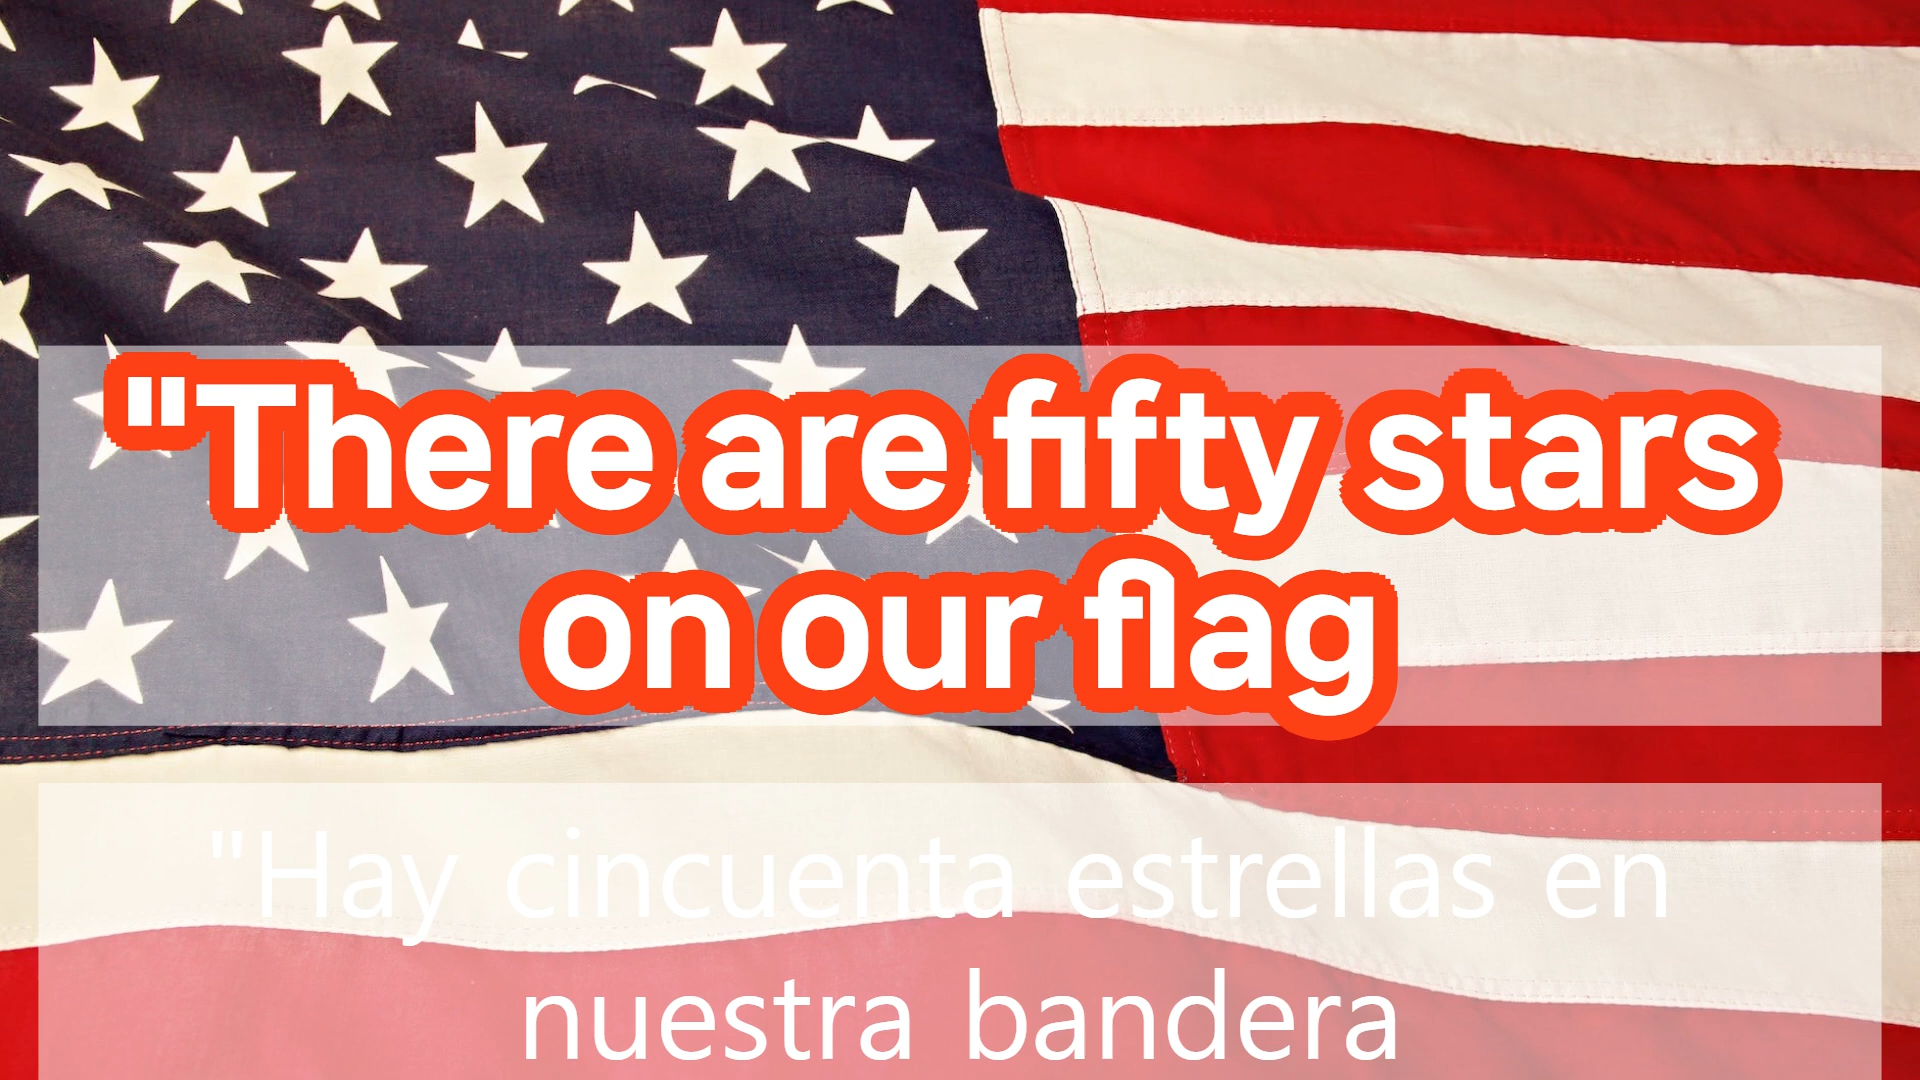 "There are fifty stars
on our flag
"Hay cincuenta estrellas en
nuestra bandera